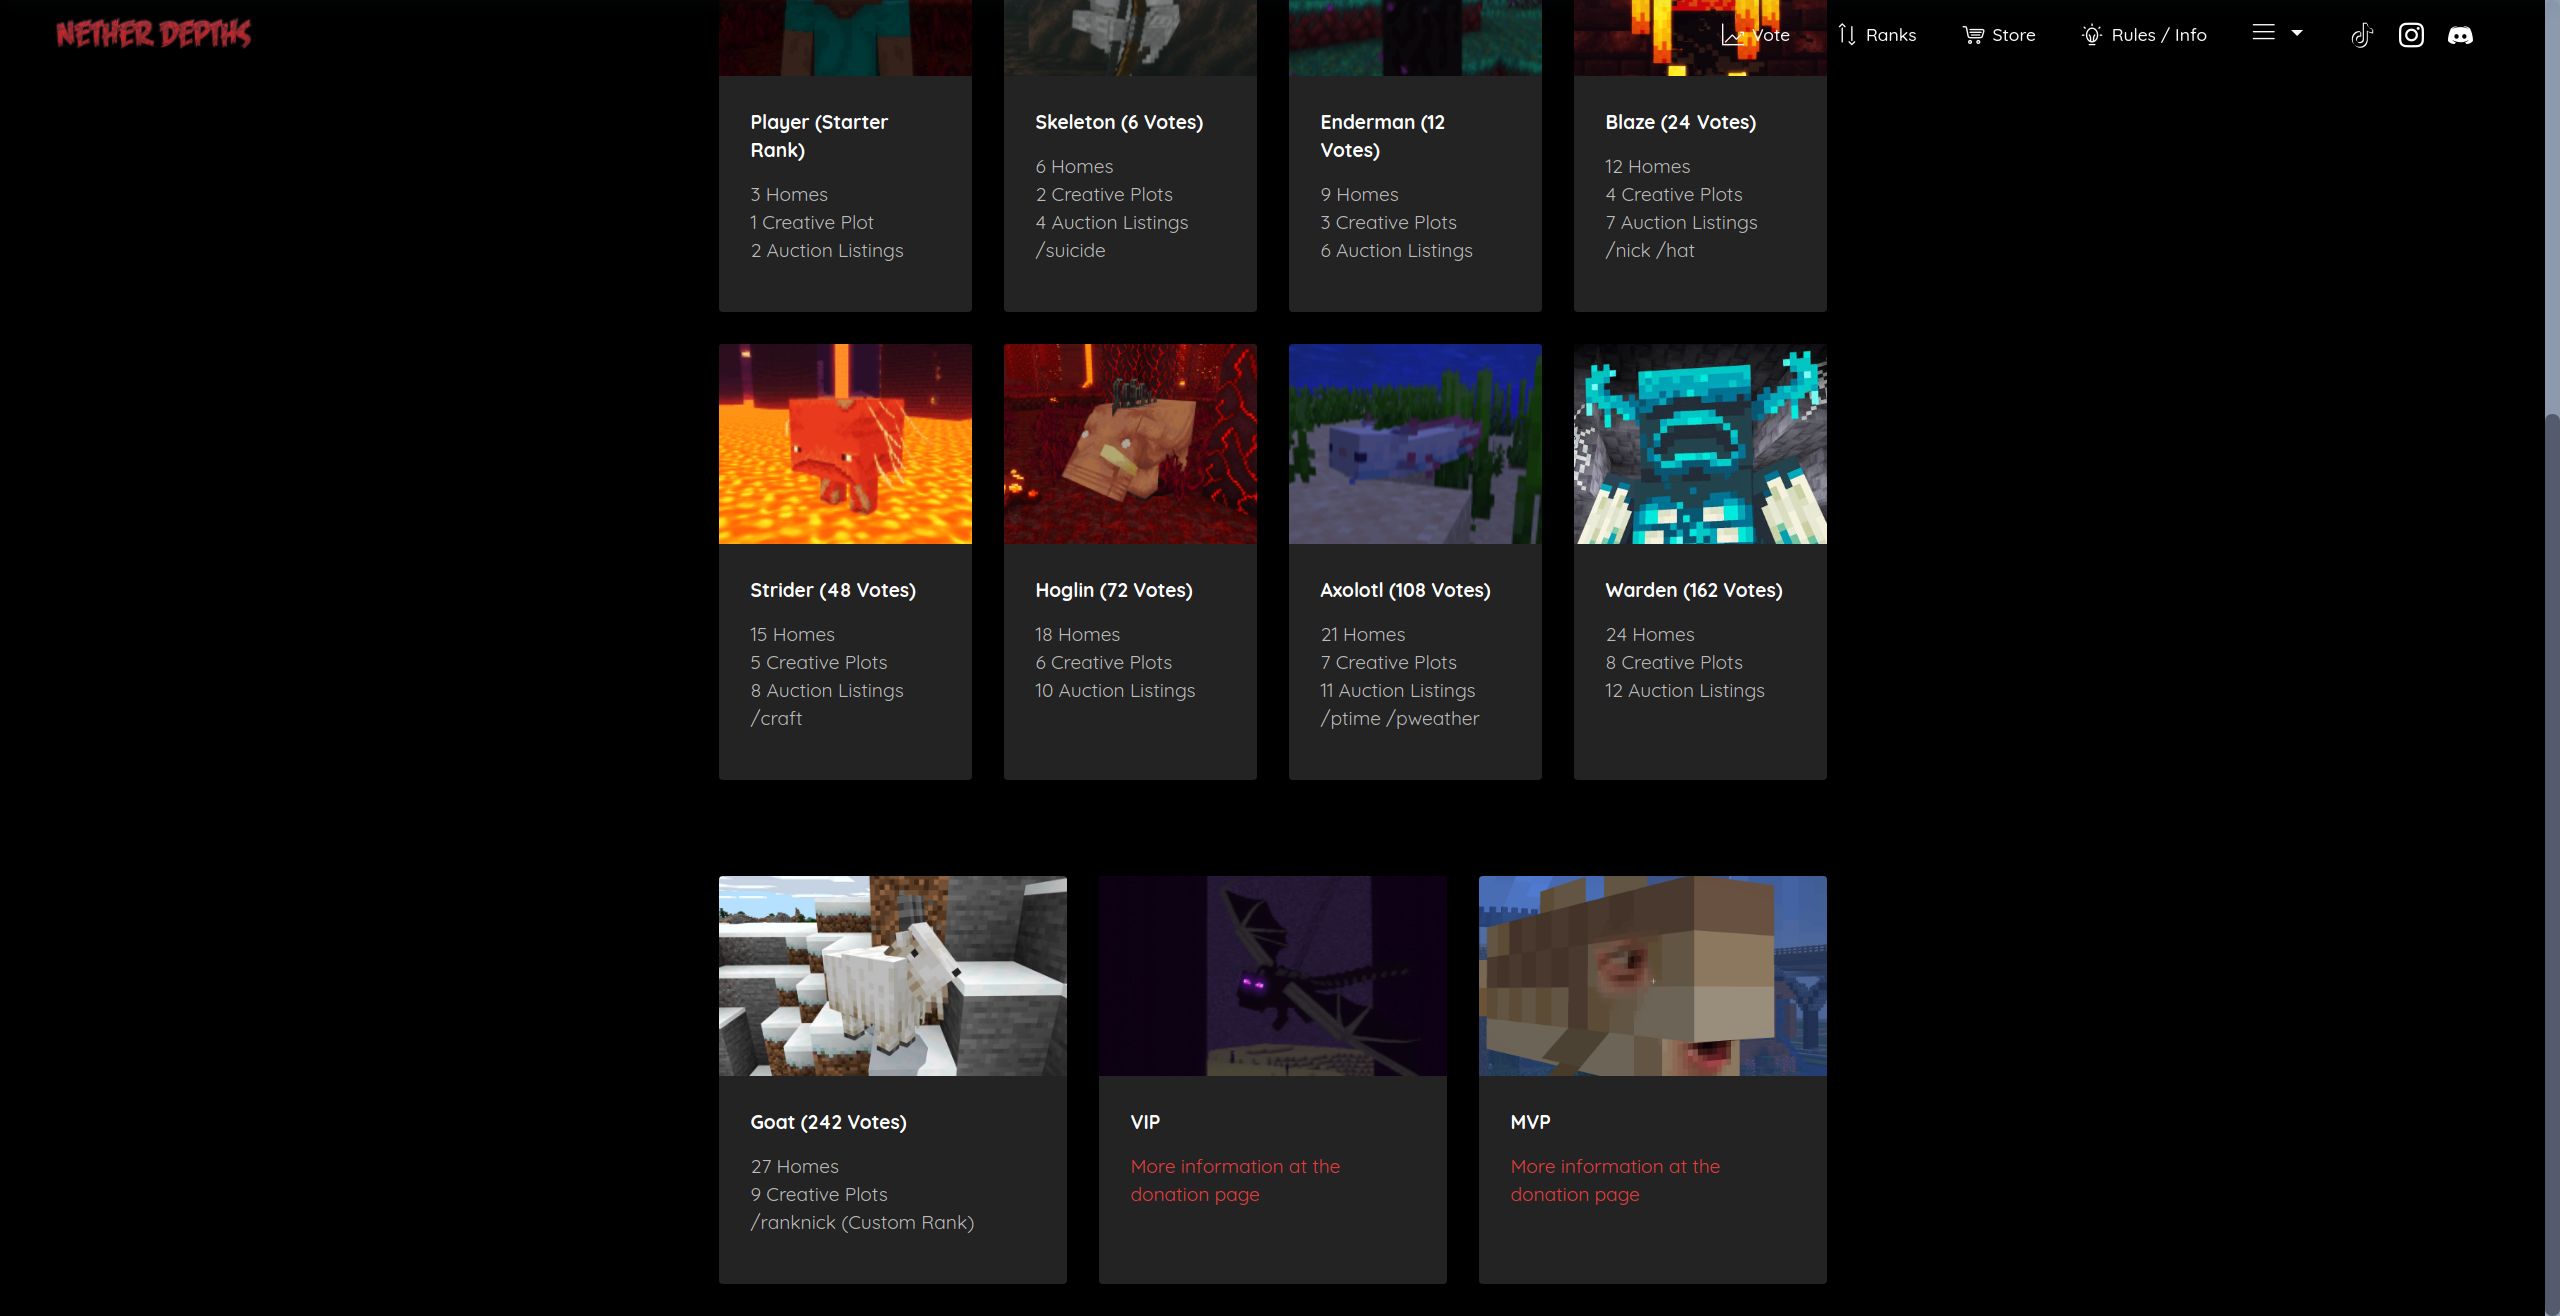 NETHER DEPTHS
Vote
Ranks
Store
Rules / Info
Player (Starter
Rank)
3 Homes
1 Creative Plot
2 Auction Listings
Skeleton (6 Votes)
6 Homes
2 Creative Plots
4 Auction Listings
/suicide
Enderman (12
Votes)
9 Homes
3 Creative Plots
6 Auction Listings
Blaze (24 Votes)
12 Homes
4 Creative Plots
7 Auction Listings
/nick /hat
Strider (48 Votes)
15 Homes
5 Creative Plots
8 Auction Listings
/craft
Hoglin (72 Votes)
18 Homes
6 Creative Plots
10 Auction Listings
Axolotl (108 Votes)
21 Homes
7 Creative Plots
11 Auction Listings
/ptime /pweather
Warden (162 Votes)
24 Homes
8 Creative Plots
12 Auction Listings
Goat (242 Votes)
27 Homes
9 Creative Plots
/ranknick (Custom Rank)
VIP
More information at the
donation page
MVP
More information at the
donation page